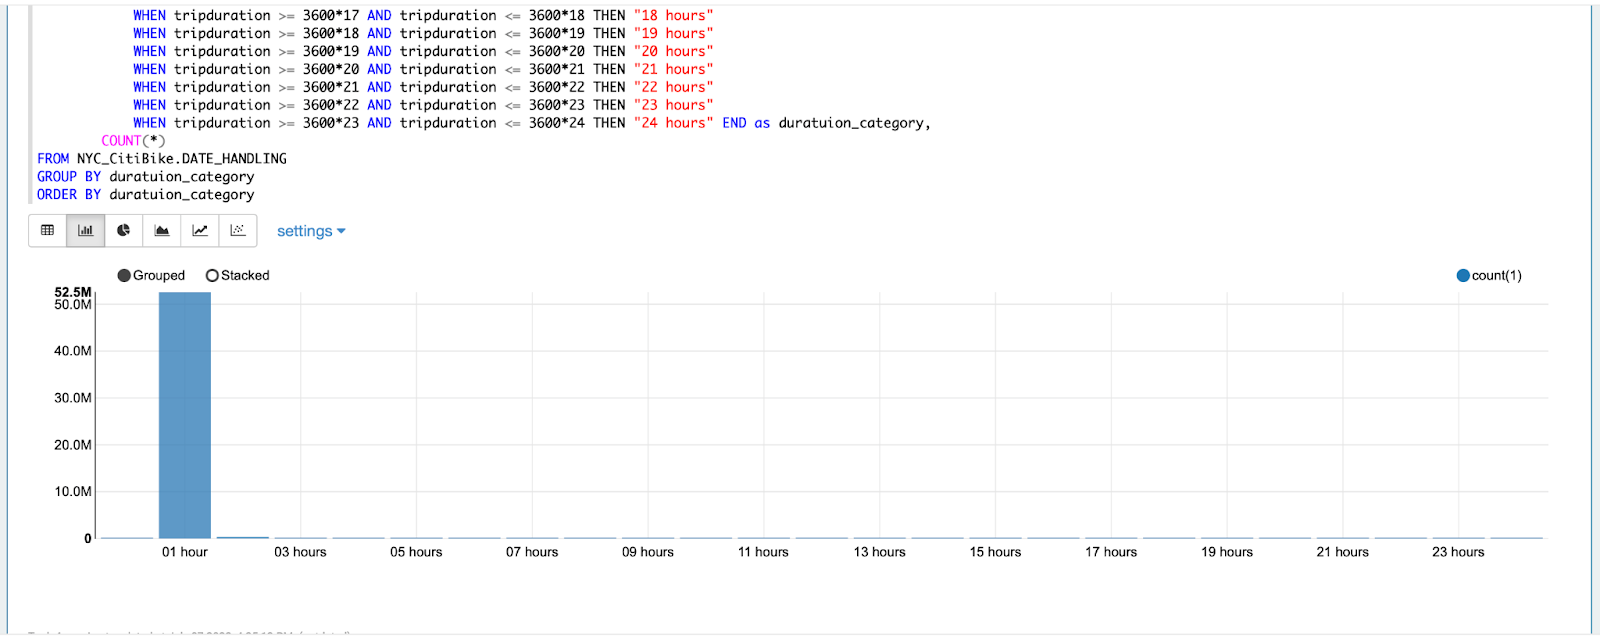 WHEN tripduration >= 3600*17 AND tripduration <= 3600*18 THEN "18 hours"
WHEN tripduration >= 3600*18 AND tripduration <= 3600*19 THEN "19 hours"
WHEN tripduration >= 3600*19 AND tripduration <= 3600*20 THEN "20 hours"
WHEN tripduration >= 3600*20 AND tripduration <= 3600*21 THEN "21 hours"
WHEN tripduration >= 3600*21 AND tripduration <= 3600*22 THEN "22 hours"
WHEN tripduration >= 3600*22 AND tripduration <= 3600*23 THEN "23 hours"
WHEN tripduration >= 3600*23 AND tripduration <= 3600*24 THEN "24 hours" END as duratuion_category,
COUNT(*)
FROM NYC_CitiBike.DATE_HANDLING
GROUP BY duratuion_category
ORDER BY duratuion_category
settings
Grouped Stacked count(1)
52.5M
50.0M
40.0M
30.0M
20.0M
10.0M
0
01 hour 03 hours 05 hours 07 hours 09 hours 11 hours 13 hours 15 hours 17 hours 19 hours 21 hours 23 hours